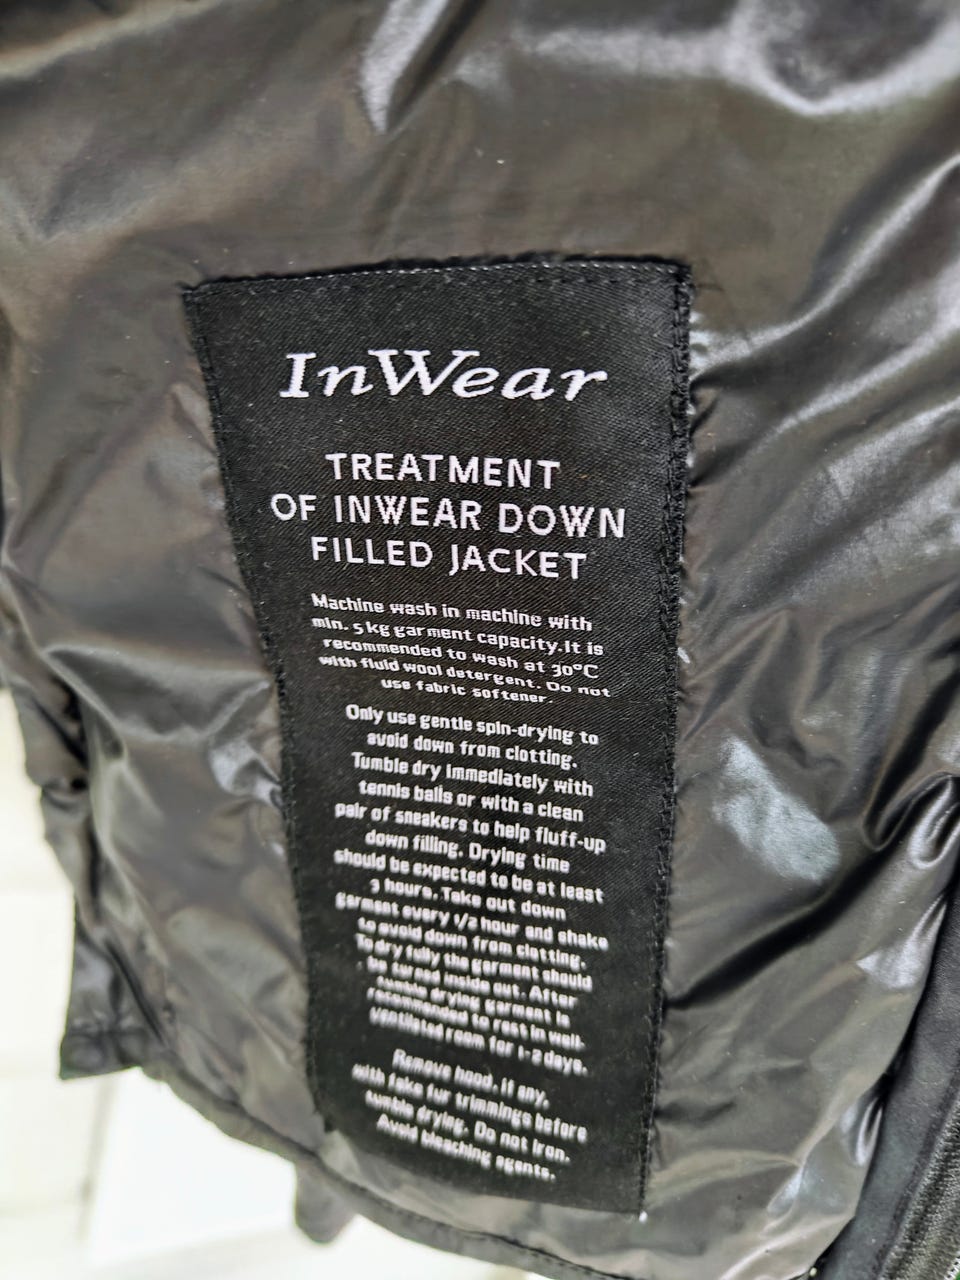 InWear
TREATMENT
OF INWEAR DOWN
FILLED JACKET
Machine wash in machine with
min. 5 kg garment capacity. It is
recommended to wash at 30°C
with fluid wool detergent. Do not
use fabric softener.
Only use gentle spin-drying to
avoid down from clotting.
Tumble dry immediately with
tennis balls or with a clean
pair of sneakers to help fluff-up
down filling. Drying time
should be expected to be at least
3 hours. Take out down
garment every 1/2 hour and shake
to avoid down from clotting.
To dry fully the garment should
be turned inside out. After
tumble drying garment is
recommended to rest in well-
ventilated room for 1-2 days.
Remove hood, if any,
with fake fur trimmings before
tumble drying. Do not iron.
Avoid bleaching agents.